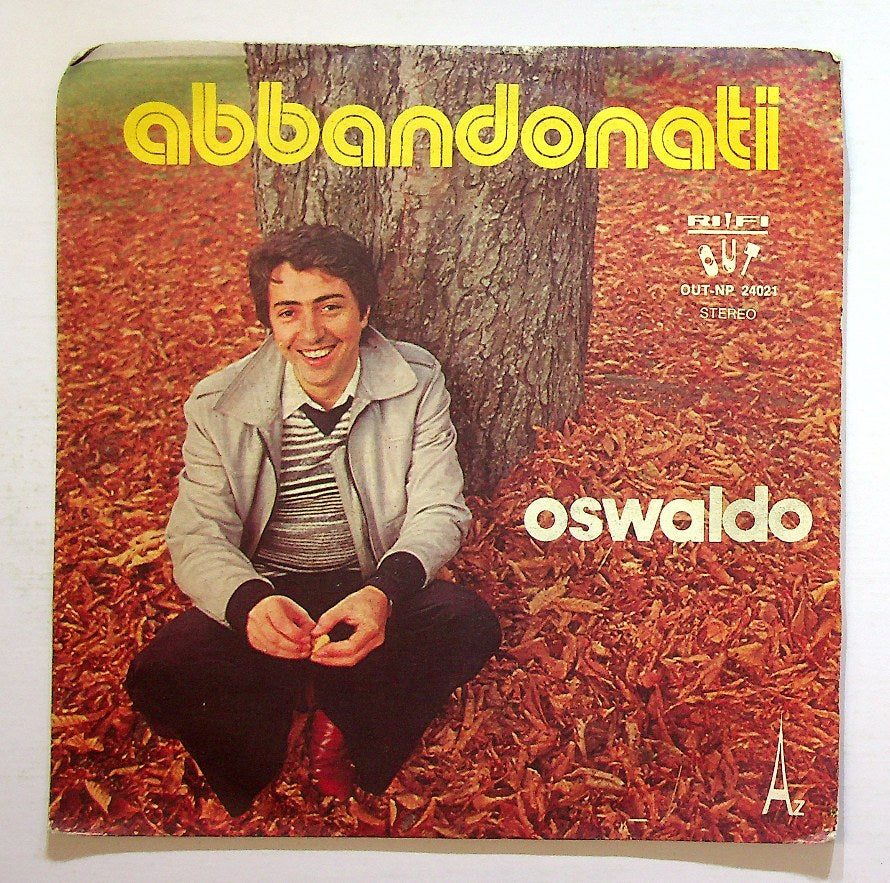 abbandonati
RI!FI
OUT
OUT-NP. 24021
STEREO
oswaldo
Az